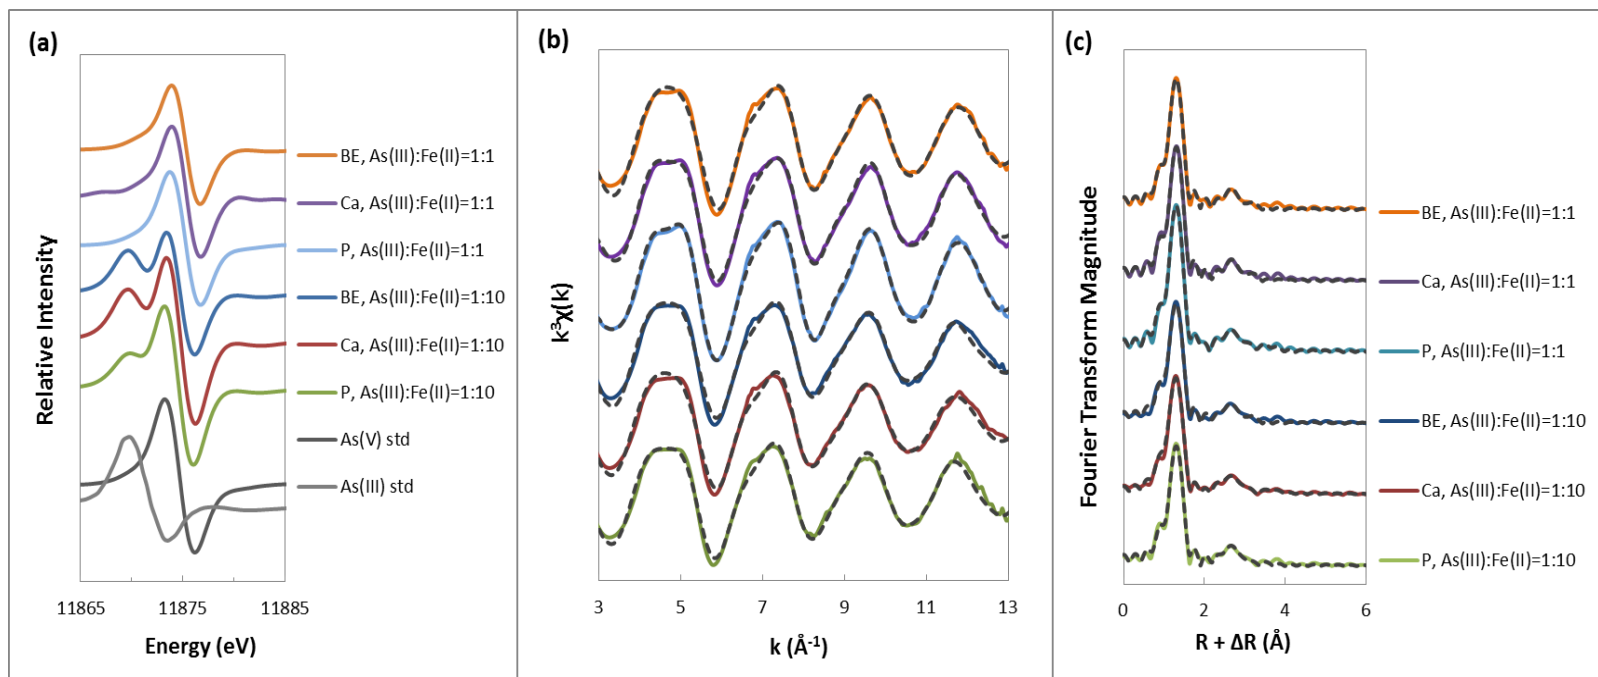 (a)
Relative Intensity
BE, As(III):Fe(II)=1:1
Ca, As(III):Fe(II)=1:1
P, As(III):Fe(II)=1:1
BE, As(III):Fe(II)=1:10
Ca, As(III):Fe(II)=1:10
P, As(III):Fe(II)=1:10
As(V) std
As(III) std
11865 11875 11885
Energy (eV)
(b)
k³χ(k)
3 5 7 9 11 13
k (Å⁻¹)
(c)
Fourier Transform Magnitude
BE, As(III):Fe(II)=1:1
Ca, As(III):Fe(II)=1:1
P, As(III):Fe(II)=1:1
BE, As(III):Fe(II)=1:10
Ca, As(III):Fe(II)=1:10
P, As(III):Fe(II)=1:10
0 2 4 6
R + ΔR (Å)